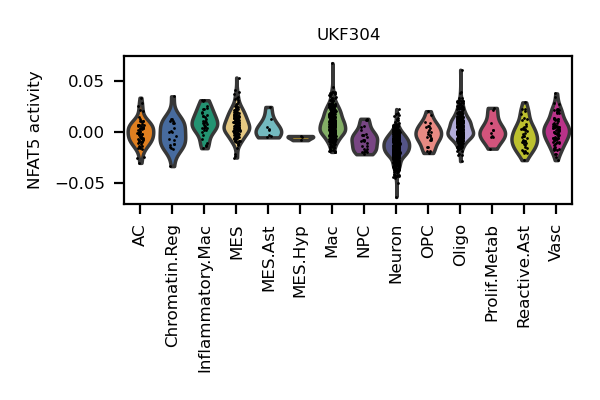 UKF304
NFAT5 activity
0.05
0.00
−0.05
AC
Chromatin.Reg
Inflammatory.Mac
MES
MES.Ast
MES.Hyp
Mac
NPC
Neuron
OPC
Oligo
Prolif.Metab
Reactive.Ast
Vasc